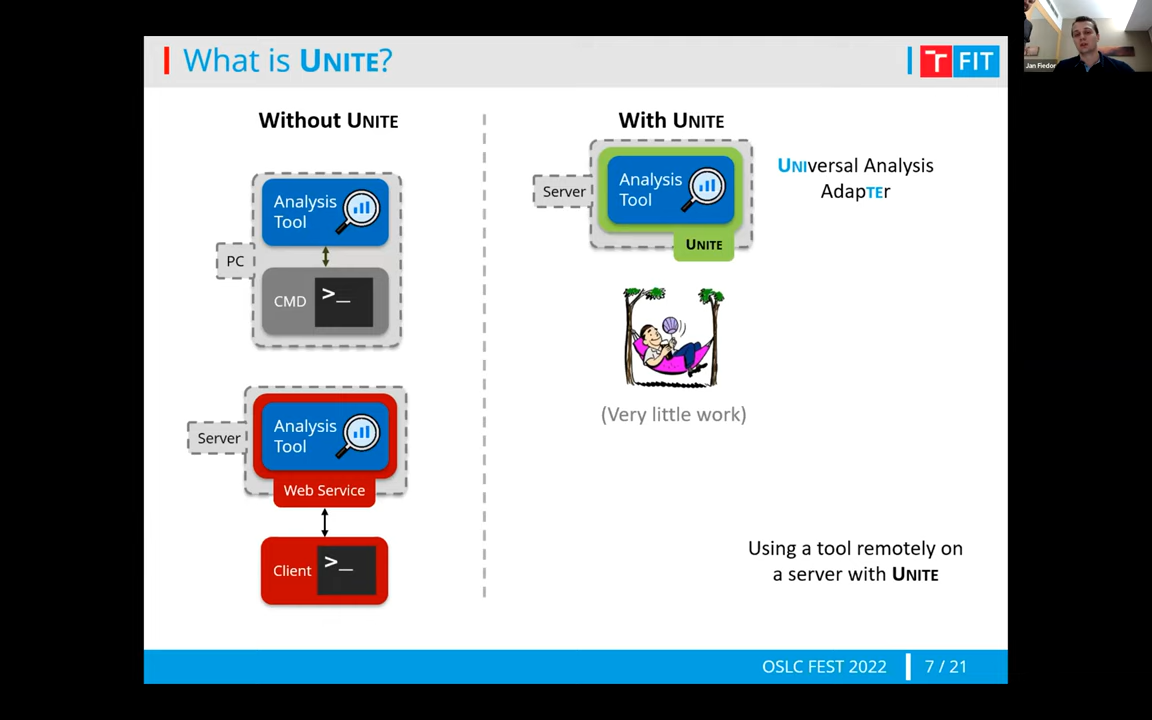 What is UNITE?
T FIT
Jan Fiedor
Without UNITE
With UNITE
Analysis
Tool
PC
CMD
>_
Server
Analysis
Tool
Web Service
Client
>_
Server
Analysis
Tool
UNITE
UNIversal Analysis
AdapTEr
(Very little work)
Using a tool remotely on
a server with UNITE
OSLC FEST 2022
7 / 21